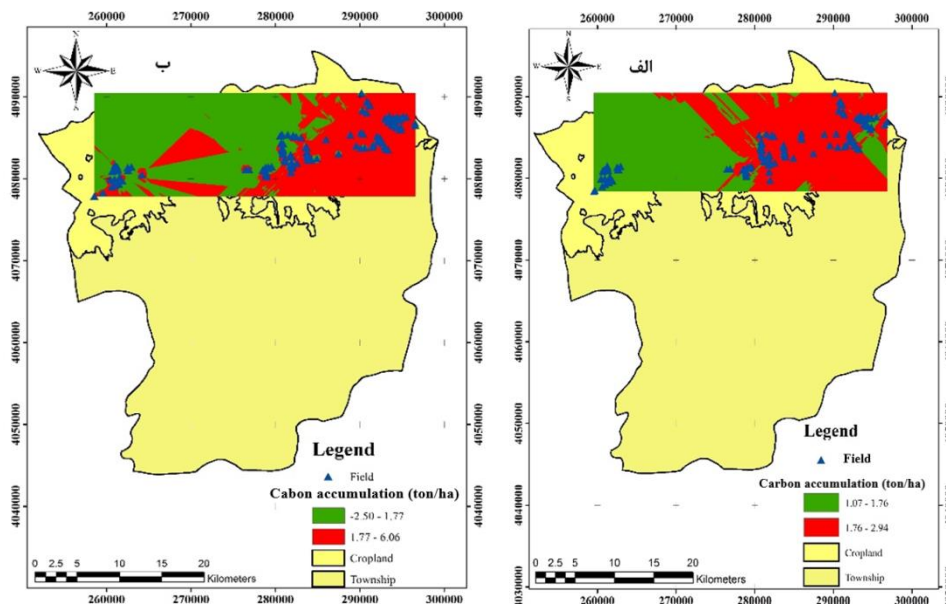 260000 270000 280000 290000 300000
260000 270000 280000 290000 300000
N
W E
S
ب
N
W E
S
الف
4090000
4080000
4070000
4060000
4050000
4040000
4090000
4080000
4070000
4060000
4050000
4040000
4030000
Legend
Field
Cabon accumulation (ton/ha)
-2.50 - 1.77
1.77 - 6.06
Cropland
Township
0 2.5 5 10 15 20
Kilometers
260000 270000 280000 290000 300000
Legend
Field
Carbon accumulation (ton/ha)
1.07 - 1.76
1.76 - 2.94
Cropland
Township
0 2.5 5 10 15 20
Kilometers
260000 270000 280000 290000 300000